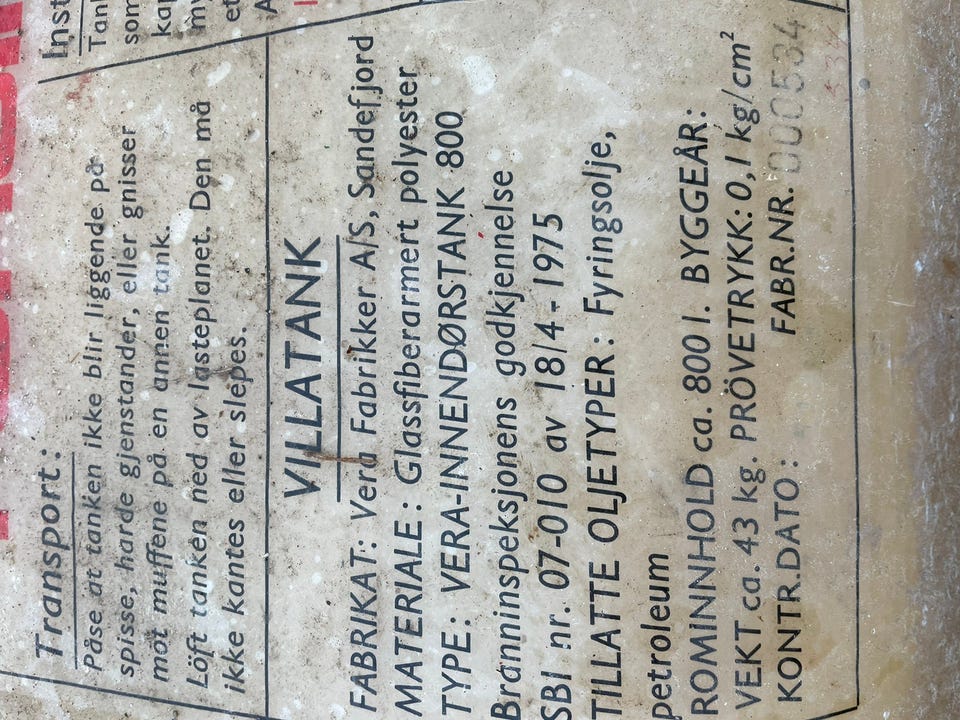 Transport:
Påse at tanken ikke blir liggende på
spisse, harde gjenstander, eller gnisser
mot muffene på en annen tank.
Löft tanken ned av lasteplanet. Den må
ikke kantes eller slepes.
VILLATANK
FABRIKAT: Vera Fabrikker A/S, Sandefjord
MATERIALE: Glassfiberarmert polyester
TYPE: VERA-INNENDØRSTANK 800
Branninspeksjonens godkjennelse
SBI nr. 07-010 av 18/4-1975
TILLATTE OLJETYPER: Fyringsolje,
petroleum
ROMINNHOLD ca. 800 l. BYGGEÅR:
VEKT ca. 43 kg. PRÖVETRYKK: 0,1 kg/cm²
KONTR.DATO: FABR.NR. 000534